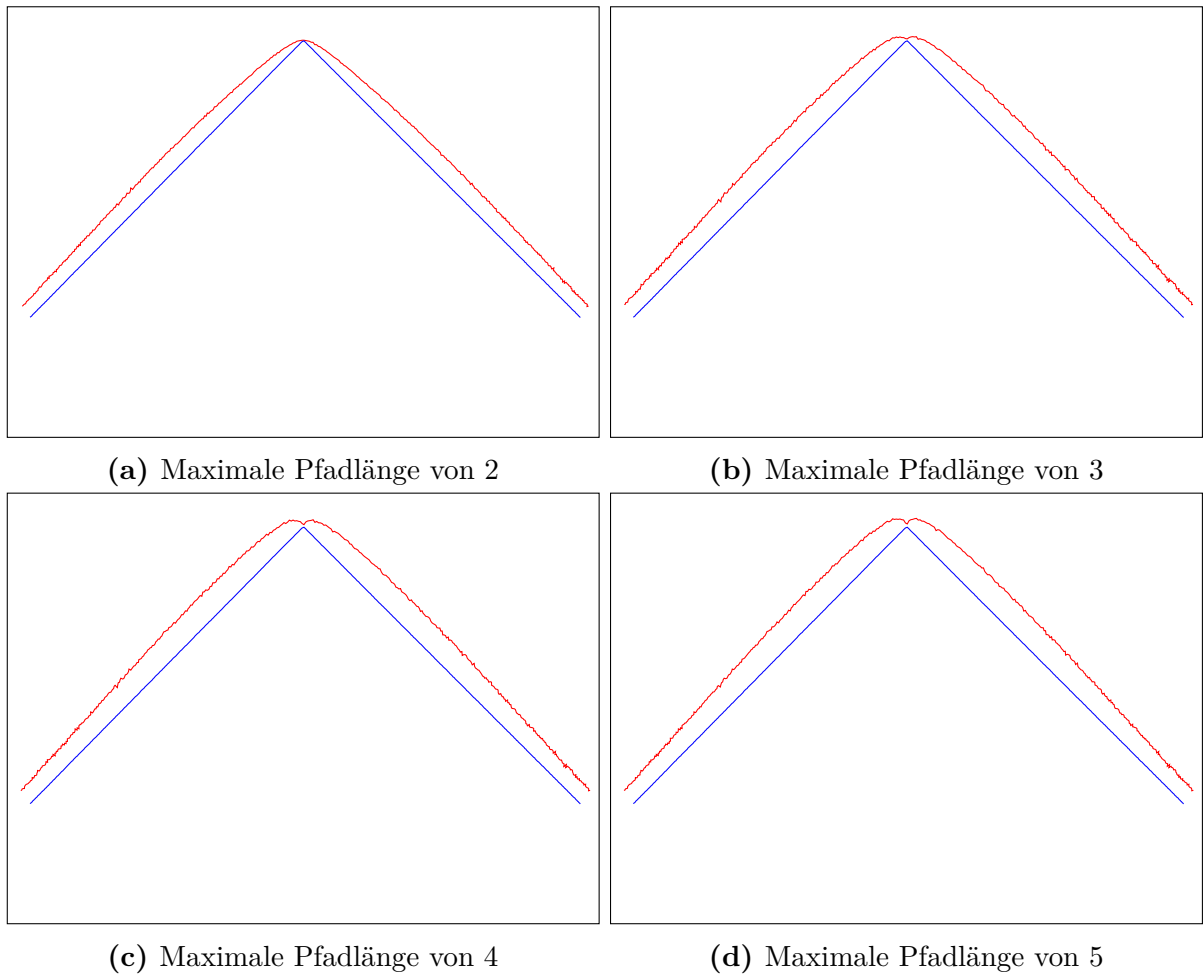 (a) Maximale Pfadlänge von 2
(b) Maximale Pfadlänge von 3
(c) Maximale Pfadlänge von 4
(d) Maximale Pfadlänge von 5